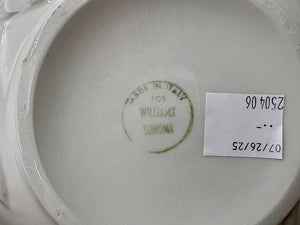 MADE IN ITALY
FOR
WILLIAMS
SONOMA
07/26/25
250406